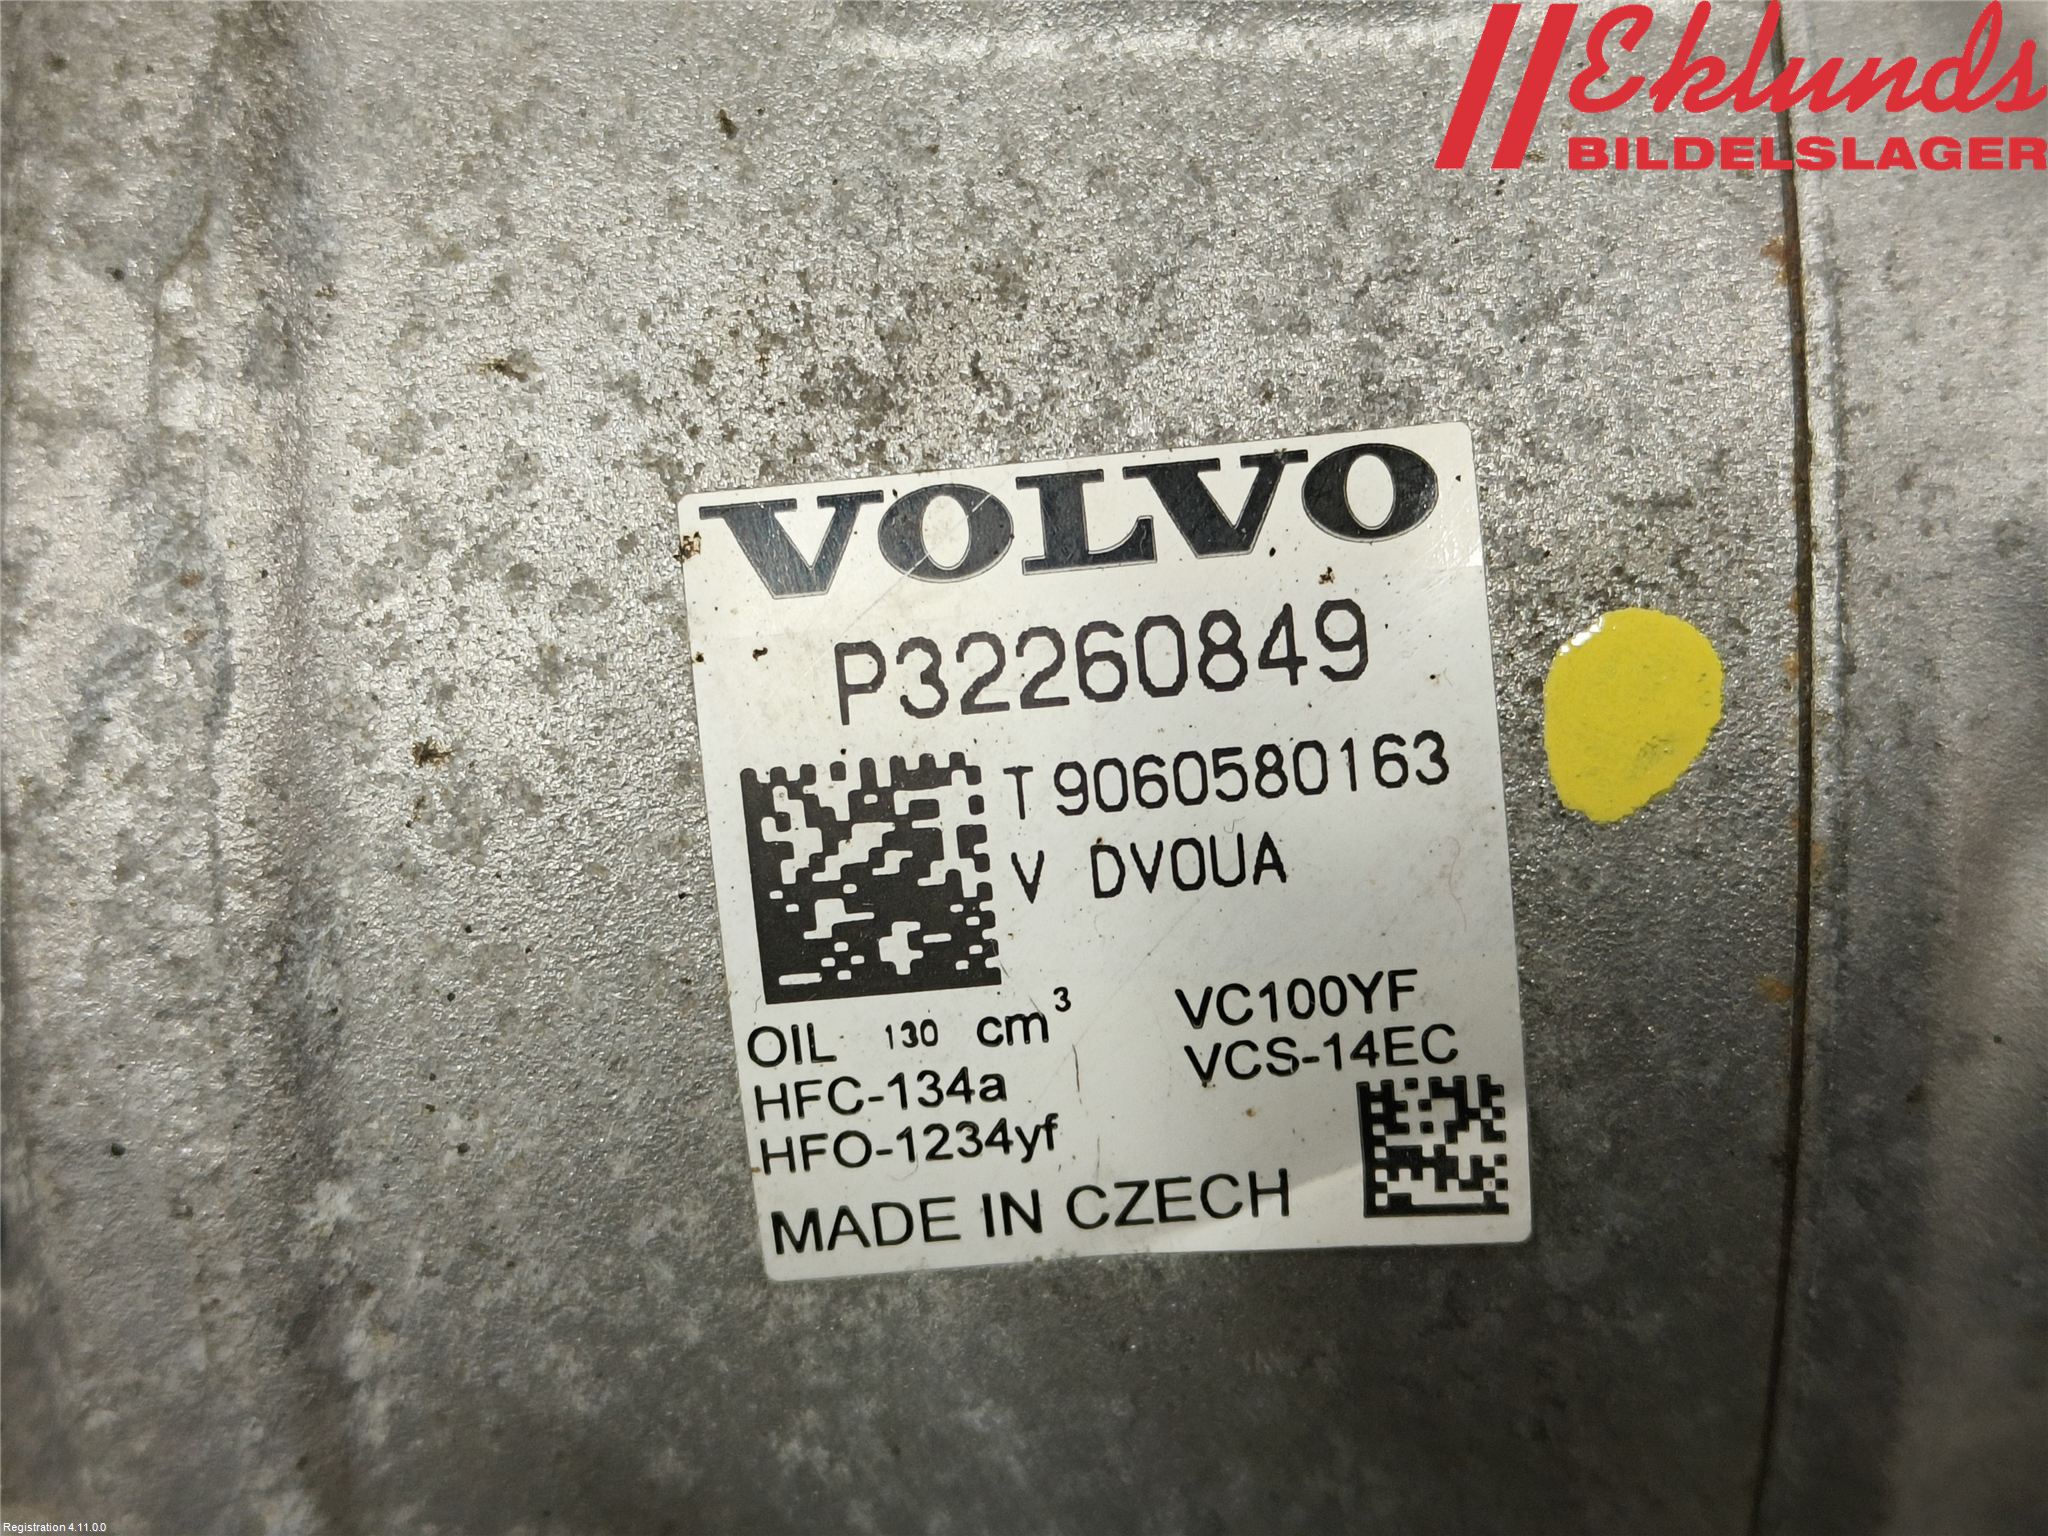 Eklunds
BILDELSLAGER
VOLVO
P32260849
T 9060580163
V DV0UA
OIL 130 cm³
VC100YF
HFC-134a
VCS-14EC
HFO-1234yf
MADE IN CZECH
Registration 4.11.0.0